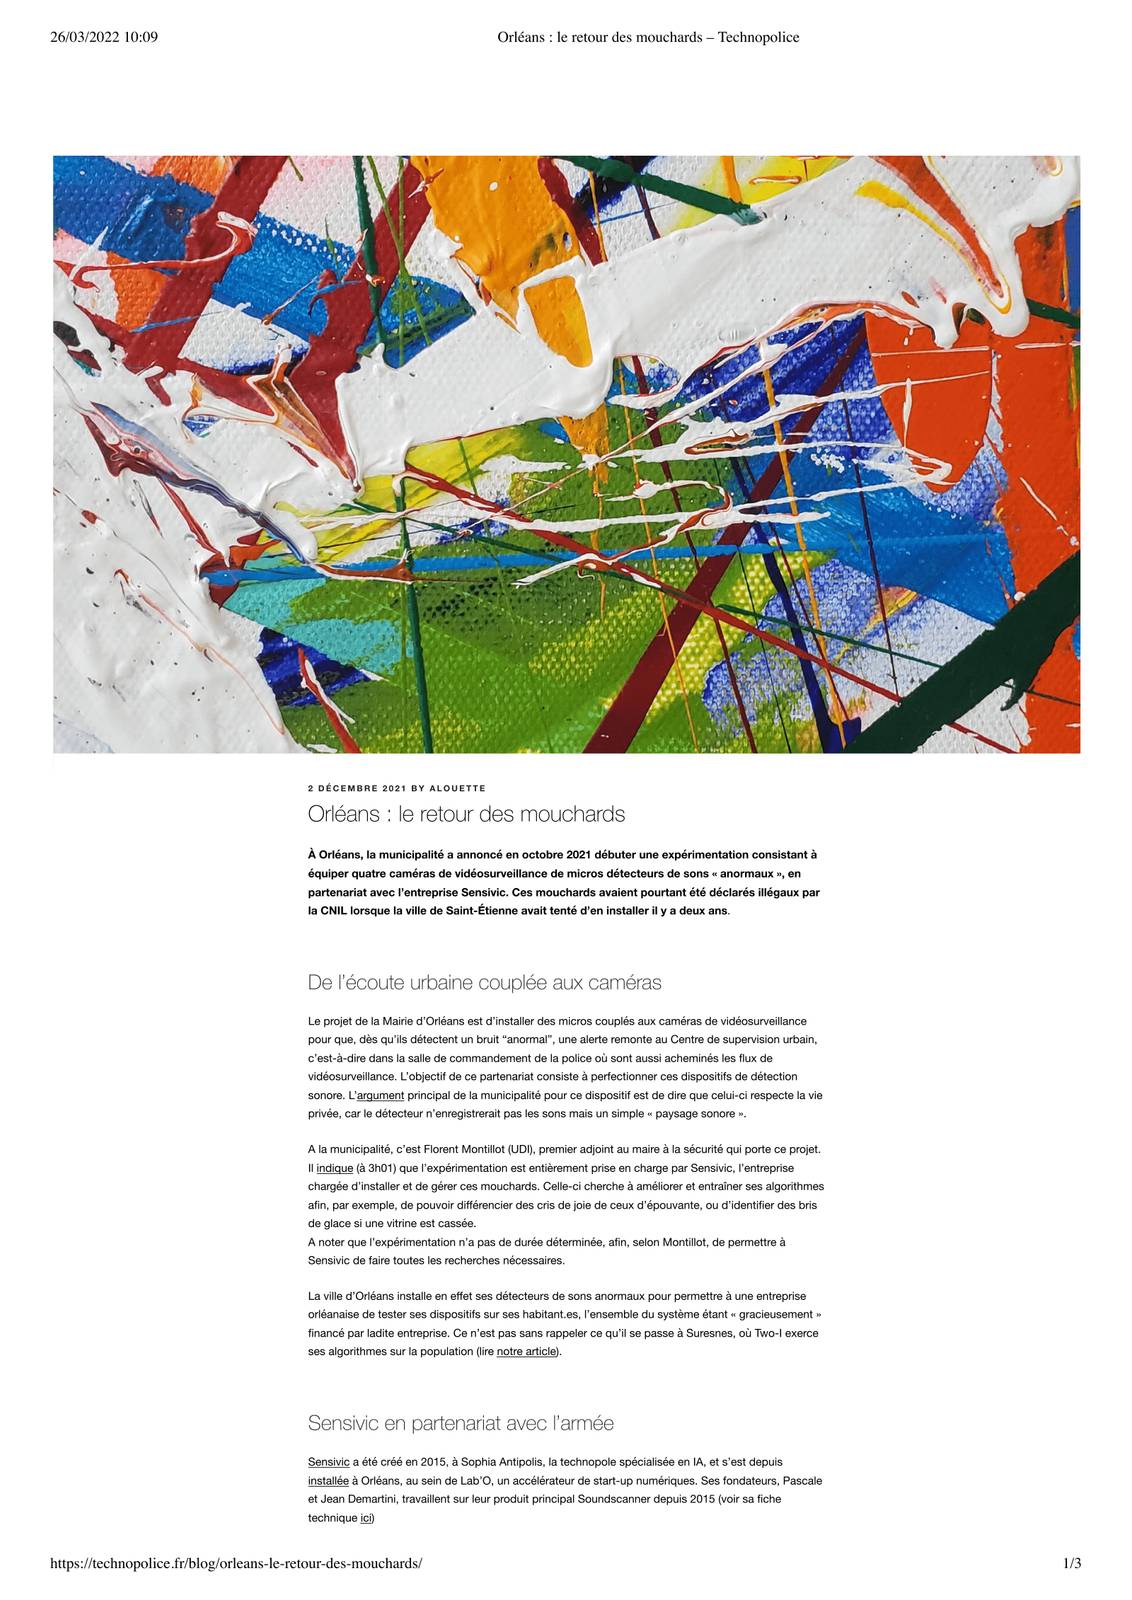 26/03/2022 10:09
Orléans : le retour des mouchards – Technopolice
2 DÉCEMBRE 2021 BY ALOUETTE
Orléans : le retour des mouchards
À Orléans, la municipalité a annoncé en octobre 2021 débuter une expérimentation consistant à
équiper quatre caméras de vidéosurveillance de micros détecteurs de sons « anormaux », en
partenariat avec l’entreprise Sensivic. Ces mouchards avaient pourtant été déclarés illégaux par
la CNIL lorsque la ville de Saint-Étienne avait tenté d’en installer il y a deux ans.
De l’écoute urbaine couplée aux caméras
Le projet de la Mairie d’Orléans est d’installer des micros couplés aux caméras de vidéosurveillance
pour que, dès qu’ils détectent un bruit “anormal”, une alerte remonte au Centre de supervision urbain,
c’est-à-dire dans la salle de commandement de la police où sont aussi acheminés les flux de
vidéosurveillance. L’objectif de ce partenariat consiste à perfectionner ces dispositifs de détection
sonore. L’argument principal de la municipalité pour ce dispositif est de dire que celui-ci respecte la vie
privée, car le détecteur n’enregistrerait pas les sons mais un simple « paysage sonore ».
A la municipalité, c’est Florent Montillot (UDI), premier adjoint au maire à la sécurité qui porte ce projet.
Il indique (à 3h01) que l’expérimentation est entièrement prise en charge par Sensivic, l’entreprise
chargée d’installer et de gérer ces mouchards. Celle-ci cherche à améliorer et entraîner ses algorithmes
afin, par exemple, de pouvoir différencier des cris de joie de ceux d’épouvante, ou d’identifier des bris
de glace si une vitrine est cassée.
A noter que l’expérimentation n’a pas de durée déterminée, afin, selon Montillot, de permettre à
Sensivic de faire toutes les recherches nécessaires.
La ville d’Orléans installe en effet ses détecteurs de sons anormaux pour permettre à une entreprise
orléanaise de tester ses dispositifs sur ses habitant.es, l’ensemble du système étant « gracieusement »
financé par ladite entreprise. Ce n’est pas sans rappeler ce qu’il se passe à Suresnes, où Two-I exerce
ses algorithmes sur la population (lire notre article).
Sensivic en partenariat avec l’armée
Sensivic a été créé en 2015, à Sophia Antipolis, la technopole spécialisée en IA, et s’est depuis
installée à Orléans, au sein de Lab’O, un accélérateur de start-up numériques. Ses fondateurs, Pascale
et Jean Demartini, travaillent sur leur produit principal Soundscanner depuis 2015 (voir sa fiche
technique ici)
https://technopolice.fr/blog/orleans-le-retour-des-mouchards/
1/3